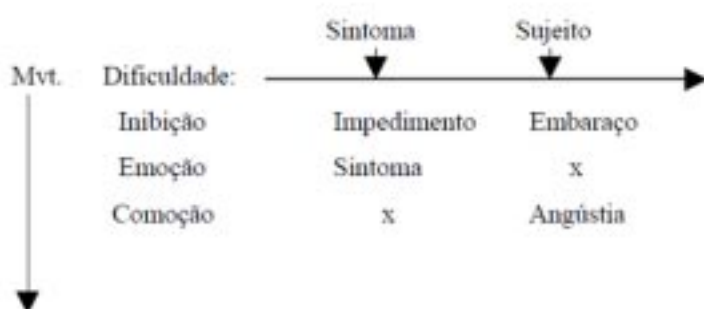 Sintoma Sujeito
Mvt. Dificuldade:
Inibição Impedimento Embaraço
Emoção Sintoma x
Comoção x Angústia